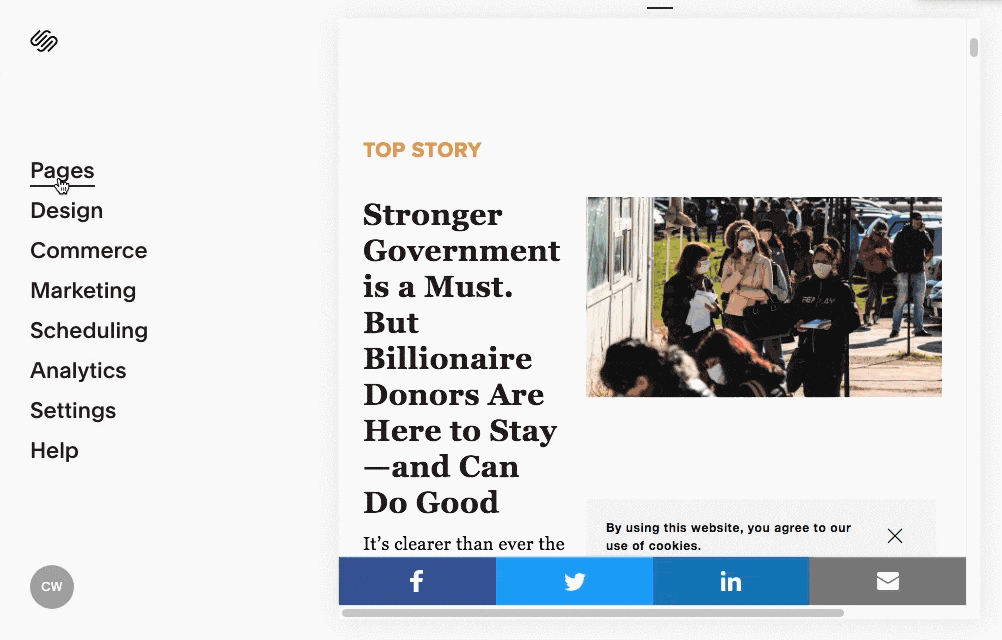 Pages
Design
Commerce
Marketing
Scheduling
Analytics
Settings
Help
CW
TOP STORY
Stronger
Government
is a Must.
But
Billionaire
Donors Are
Here to Stay
—and Can
Do Good
It’s clearer than ever the
By using this website, you agree to our
use of cookies.
f
in